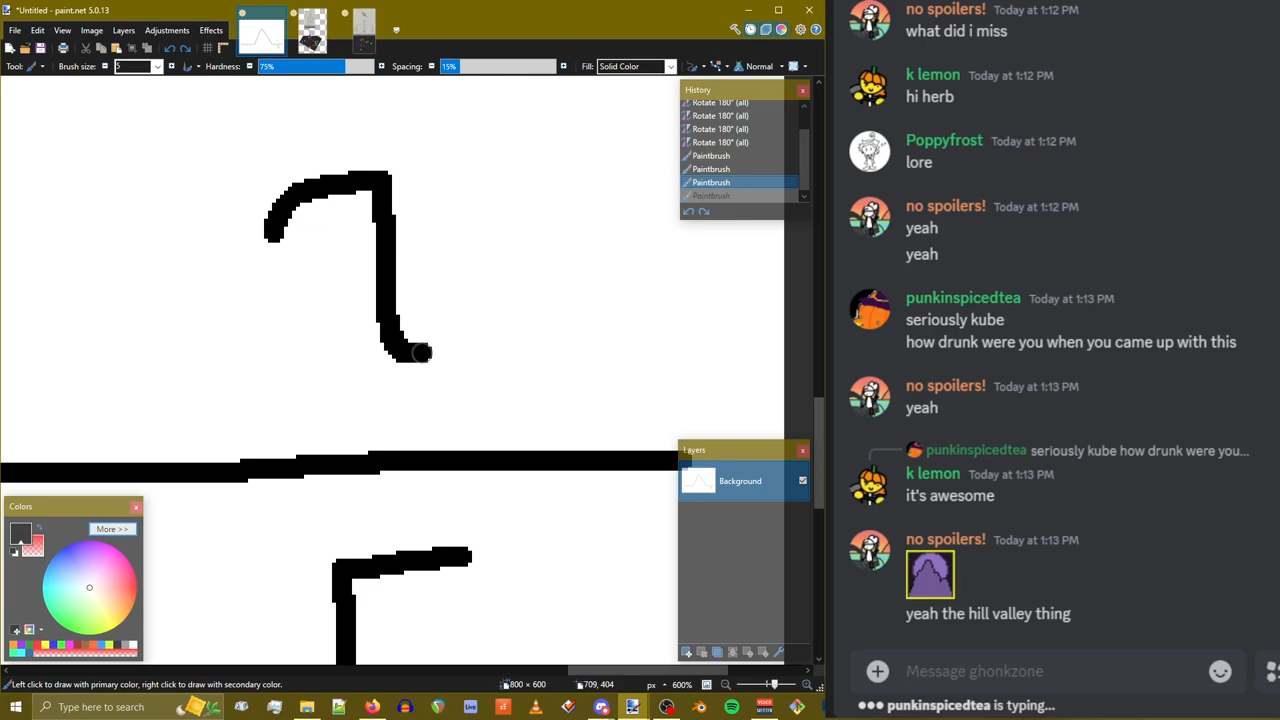 *Untitled - paint.net 5.0.13
File Edit View Image Layers Adjustments Effects
Tool: Brush size: 5 Hardness: 75% Spacing: 15% Fill: Solid Color Normal
History
Rotate 180° (all)
Rotate 180° (all)
Rotate 180° (all)
Rotate 180° (all)
Paintbrush
Paintbrush
Paintbrush
Paintbrush
Layers
Background
Colors
More >>
Left click to draw with primary color, right click to draw with secondary color.
800 × 600
709, 404
px
600%
Type here to search
Live
no spoilers! Today at 1:12 PM
what did i miss
k lemon Today at 1:12 PM
hi herb
Poppyfrost Today at 1:12 PM
lore
no spoilers! Today at 1:12 PM
yeah
yeah
punkinspicedtea Today at 1:13 PM
seriously kube
how drunk were you when you came up with this
no spoilers! Today at 1:13 PM
yeah
punkinspicedtea seriously kube how drunk were you...
k lemon Today at 1:13 PM
it's awesome
no spoilers! Today at 1:13 PM
yeah the hill valley thing
Message ghonkzone
punkinspicedtea is typing...